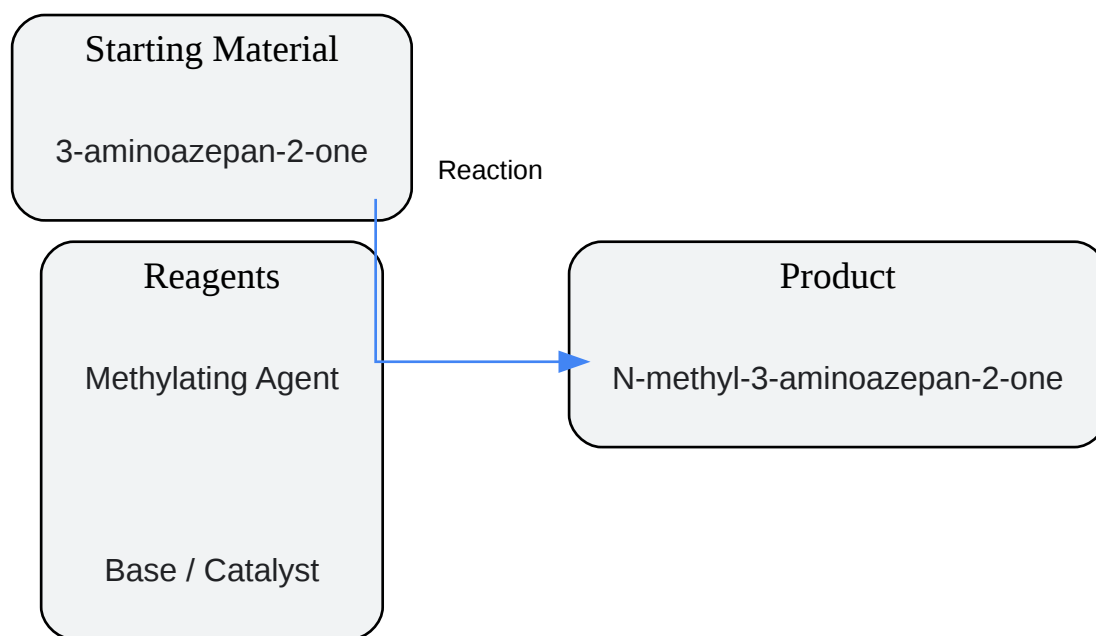 Starting Material
3-aminoazepan-2-one
Reaction
Reagents
Methylating Agent
Base / Catalyst
Product
N-methyl-3-aminoazepan-2-one